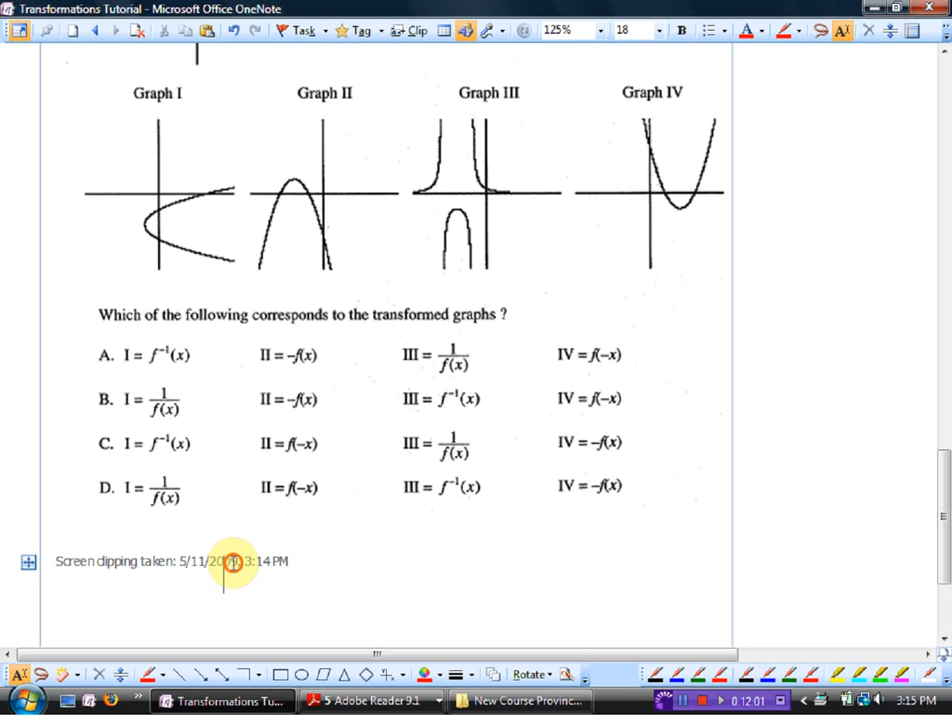 Transformations Tutorial - Microsoft Office OneNote
Task Tag Clip 125% 18 B A A
Graph I Graph II Graph III Graph IV
Which of the following corresponds to the transformed graphs ?
A. I = f⁻¹(x) II = –f(x) III = 1/f(x) IV = f(–x)
B. I = 1/f(x) II = –f(x) III = f⁻¹(x) IV = f(–x)
C. I = f⁻¹(x) II = f(–x) III = 1/f(x) IV = –f(x)
D. I = 1/f(x) II = f(–x) III = f⁻¹(x) IV = –f(x)
Screen clipping taken: 5/11/2009, 3:14 PM
A Rotate
Transformations Tu... 5 Adobe Reader 9.1 New Course Provinc... 0:12:01 3:15 PM